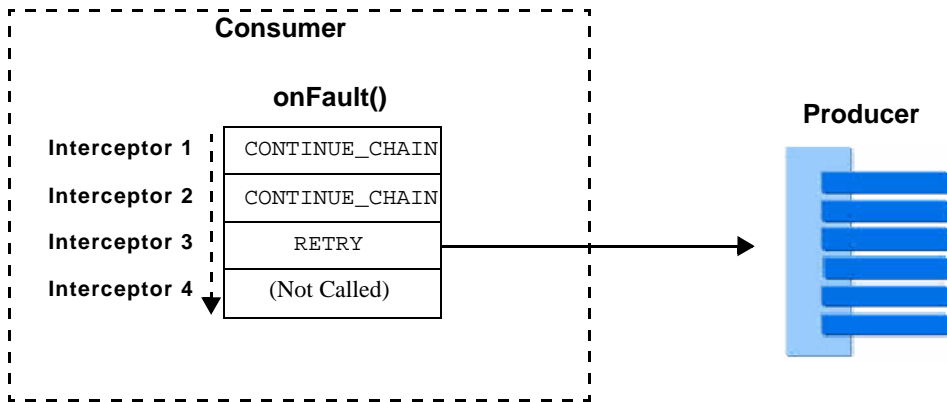 Consumer
onFault()
Producer
Interceptor 1 CONTINUE_CHAIN
Interceptor 2 CONTINUE_CHAIN
Interceptor 3 RETRY
Interceptor 4 (Not Called)